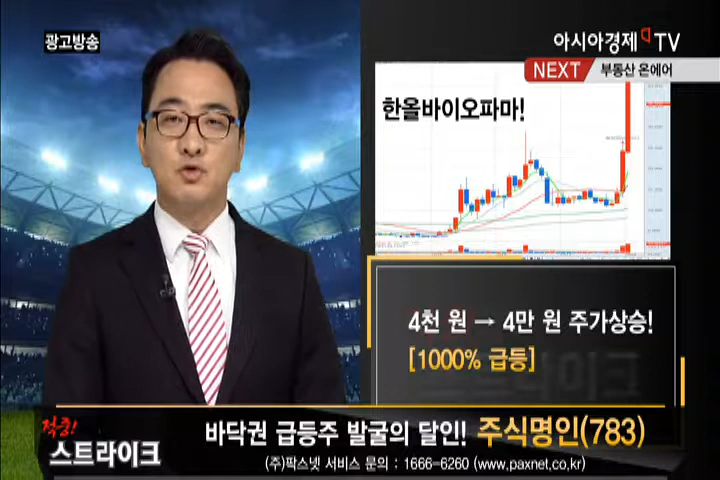 광고방송
아시아경제 TV
NEXT 부동산 온에어
한올바이오파마!
4천 원 → 4만 원 주가상승!
[1000% 급등]
적중!
스트라이크
바닥권 급등주 발굴의 달인! 주식명인(783)
(주)팍스넷 서비스 문의 : 1666-6260 (www.paxnet.co.kr)